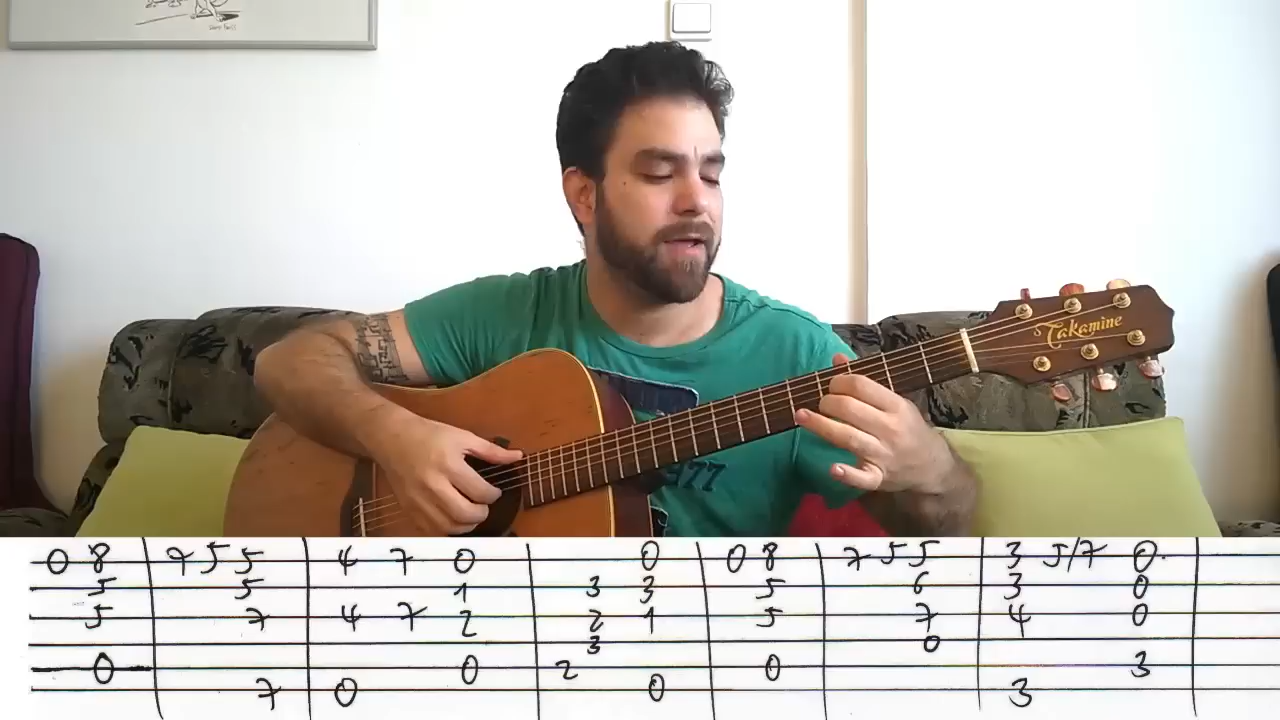 Takamine
1977
0 8 7 5 5 4 7 0 0 0 8 7 5 5 3 5/7 0.
5 5 1 3 3 5 6 3 0
5 7 4 7 2 2 1 5 7 4 0
3 0
0 0 2 0 3
7 0 0 3